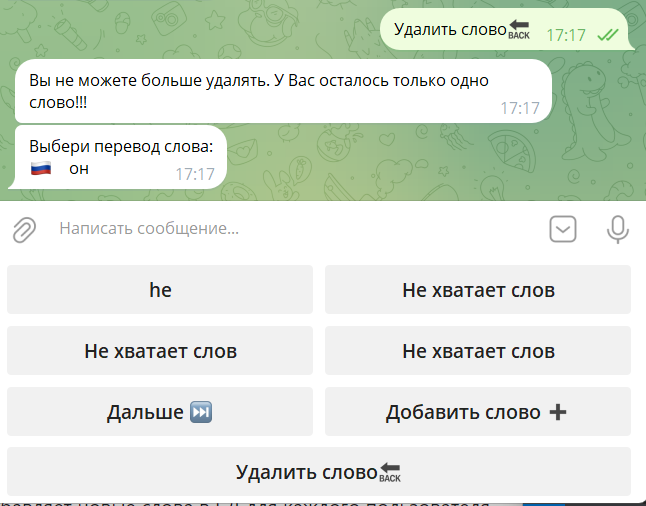 Удалить слово🔙
17:17
Вы не можете больше удалять. У Вас осталось только одно
слово!!!
17:17
Выбери перевод слова:
🇷🇺 он
17:17
Написать сообщение...
he
Не хватает слов
Не хватает слов
Не хватает слов
Дальше ⏭
Добавить слово ➕
Удалить слово🔙